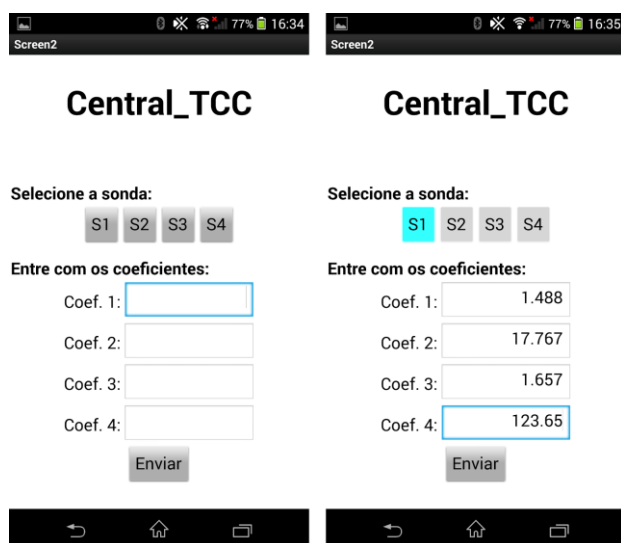 77% 16:34
Screen2
Central_TCC
Selecione a sonda:
S1 S2 S3 S4
Entre com os coeficientes:
Coef. 1:
Coef. 2:
Coef. 3:
Coef. 4:
Enviar
77% 16:35
Screen2
Central_TCC
Selecione a sonda:
S1 S2 S3 S4
Entre com os coeficientes:
Coef. 1: 1.488
Coef. 2: 17.767
Coef. 3: 1.657
Coef. 4: 123.65
Enviar